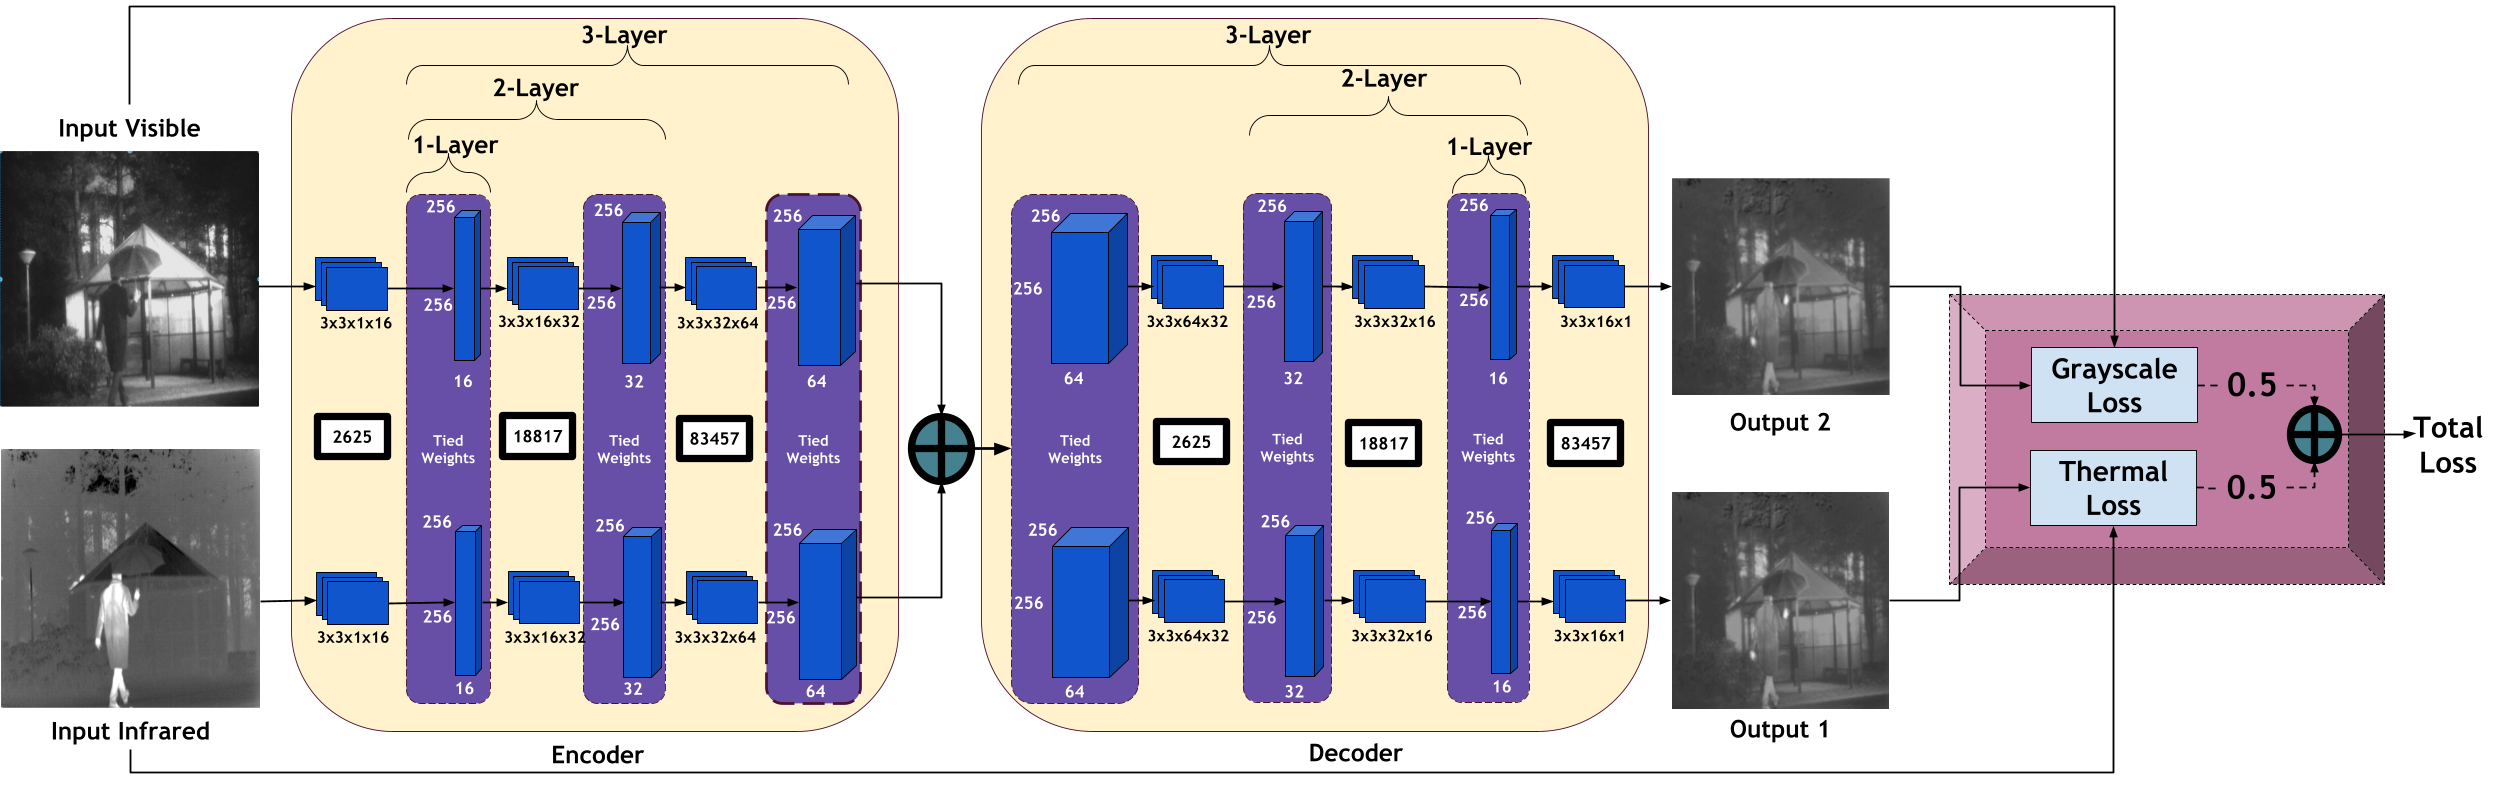 3-Layer
2-Layer
1-Layer
3-Layer
2-Layer
1-Layer
Input Visible
256
256
256
256
256
256
256
256
256
256
256
256
3x3x1x16
3x3x16x32
3x3x32x64
3x3x64x32
3x3x32x16
3x3x16x1
16
32
64
64
32
16
Output 2
2625
Tied
Weights
18817
Tied
Weights
83457
Tied
Weights
Tied
Weights
2625
Tied
Weights
18817
Tied
Weights
83457
Grayscale
Loss
0.5
Thermal
Loss
0.5
Total
Loss
256
256
256
256
256
256
256
256
256
256
256
256
3x3x1x16
3x3x16x32
3x3x32x64
3x3x64x32
3x3x32x16
3x3x16x1
16
32
64
64
32
16
Input Infrared
Output 1
Encoder
Decoder